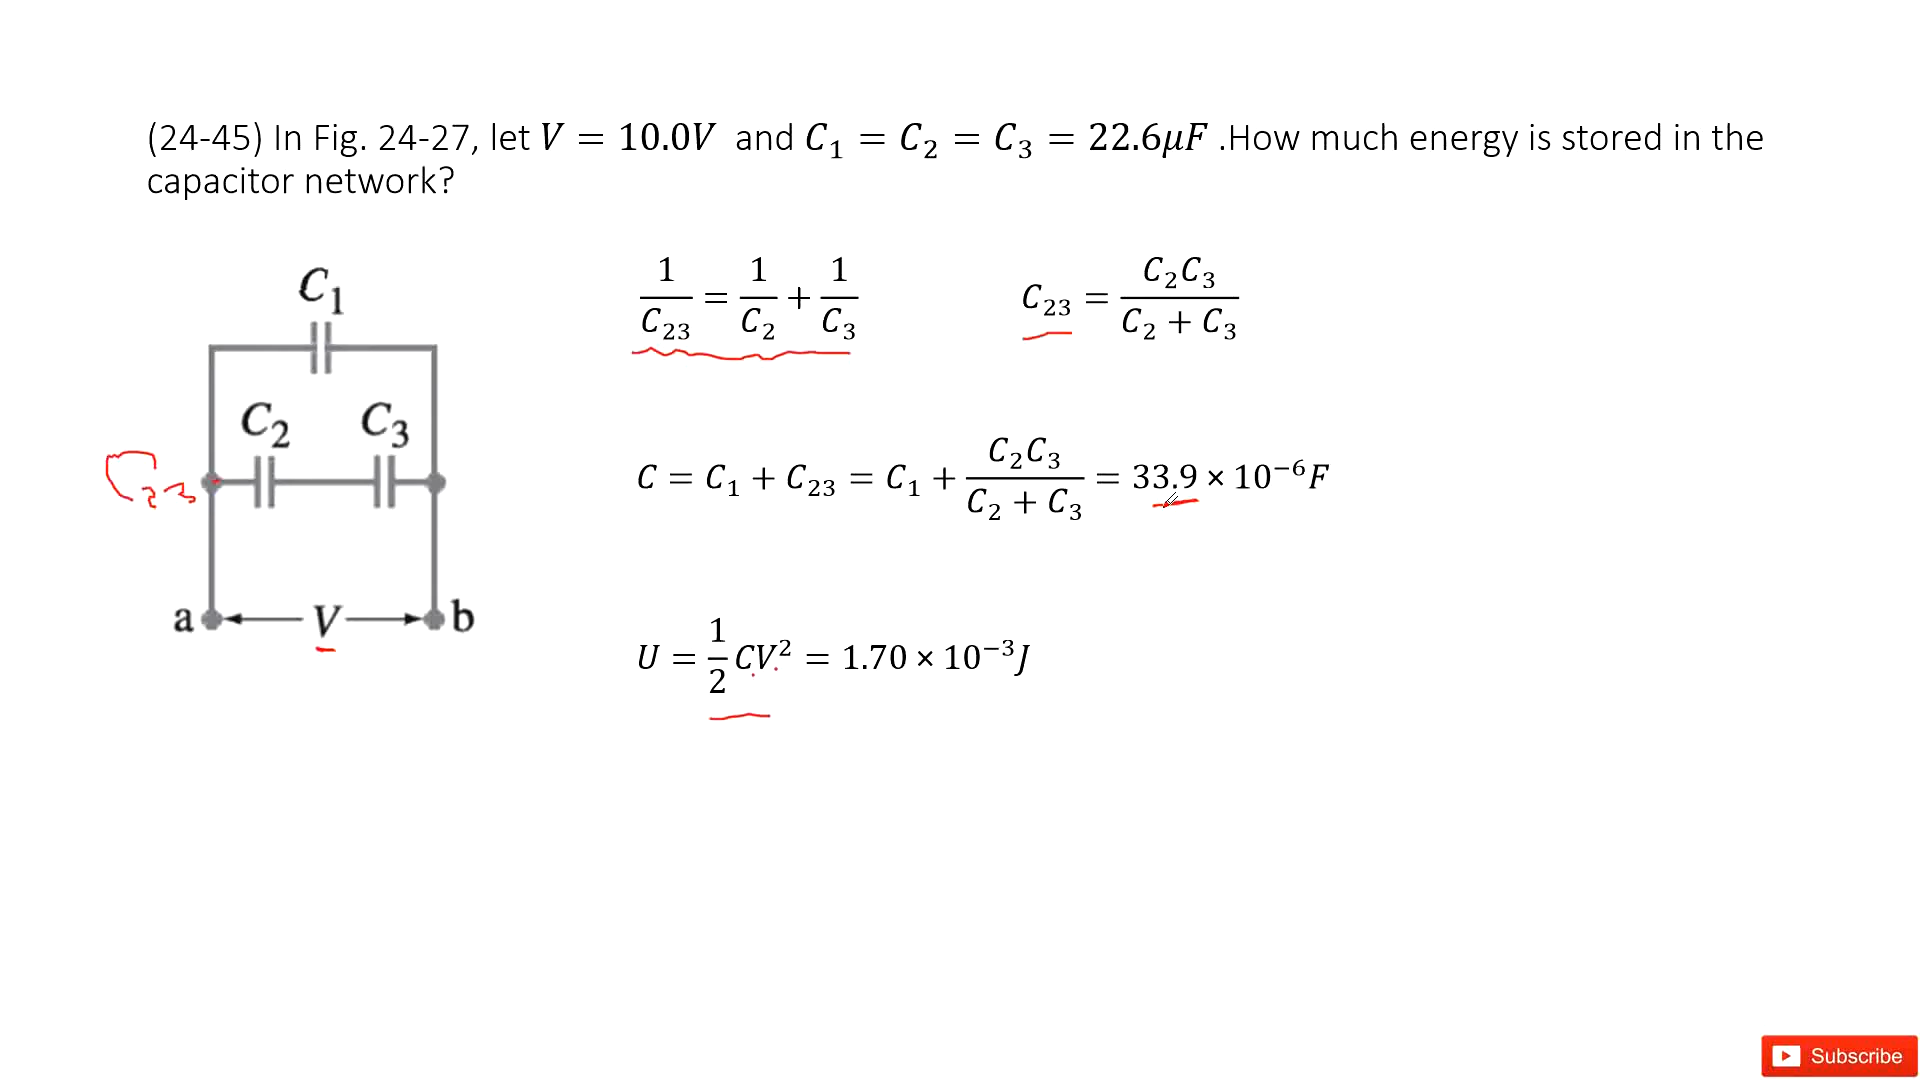 (24-45) In Fig. 24-27, let V = 10.0V and C₁ = C₂ = C₃ = 22.6μF .How much energy is stored in the
capacitor network?
C₁
C₂ C₃
C₂₃
a V b
1/C₂₃ = 1/C₂ + 1/C₃
C₂₃ = C₂C₃/(C₂ + C₃)
C = C₁ + C₂₃ = C₁ + C₂C₃/(C₂ + C₃) = 33.9 × 10⁻⁶F
U = 1/2 CV² = 1.70 × 10⁻³J
Subscribe